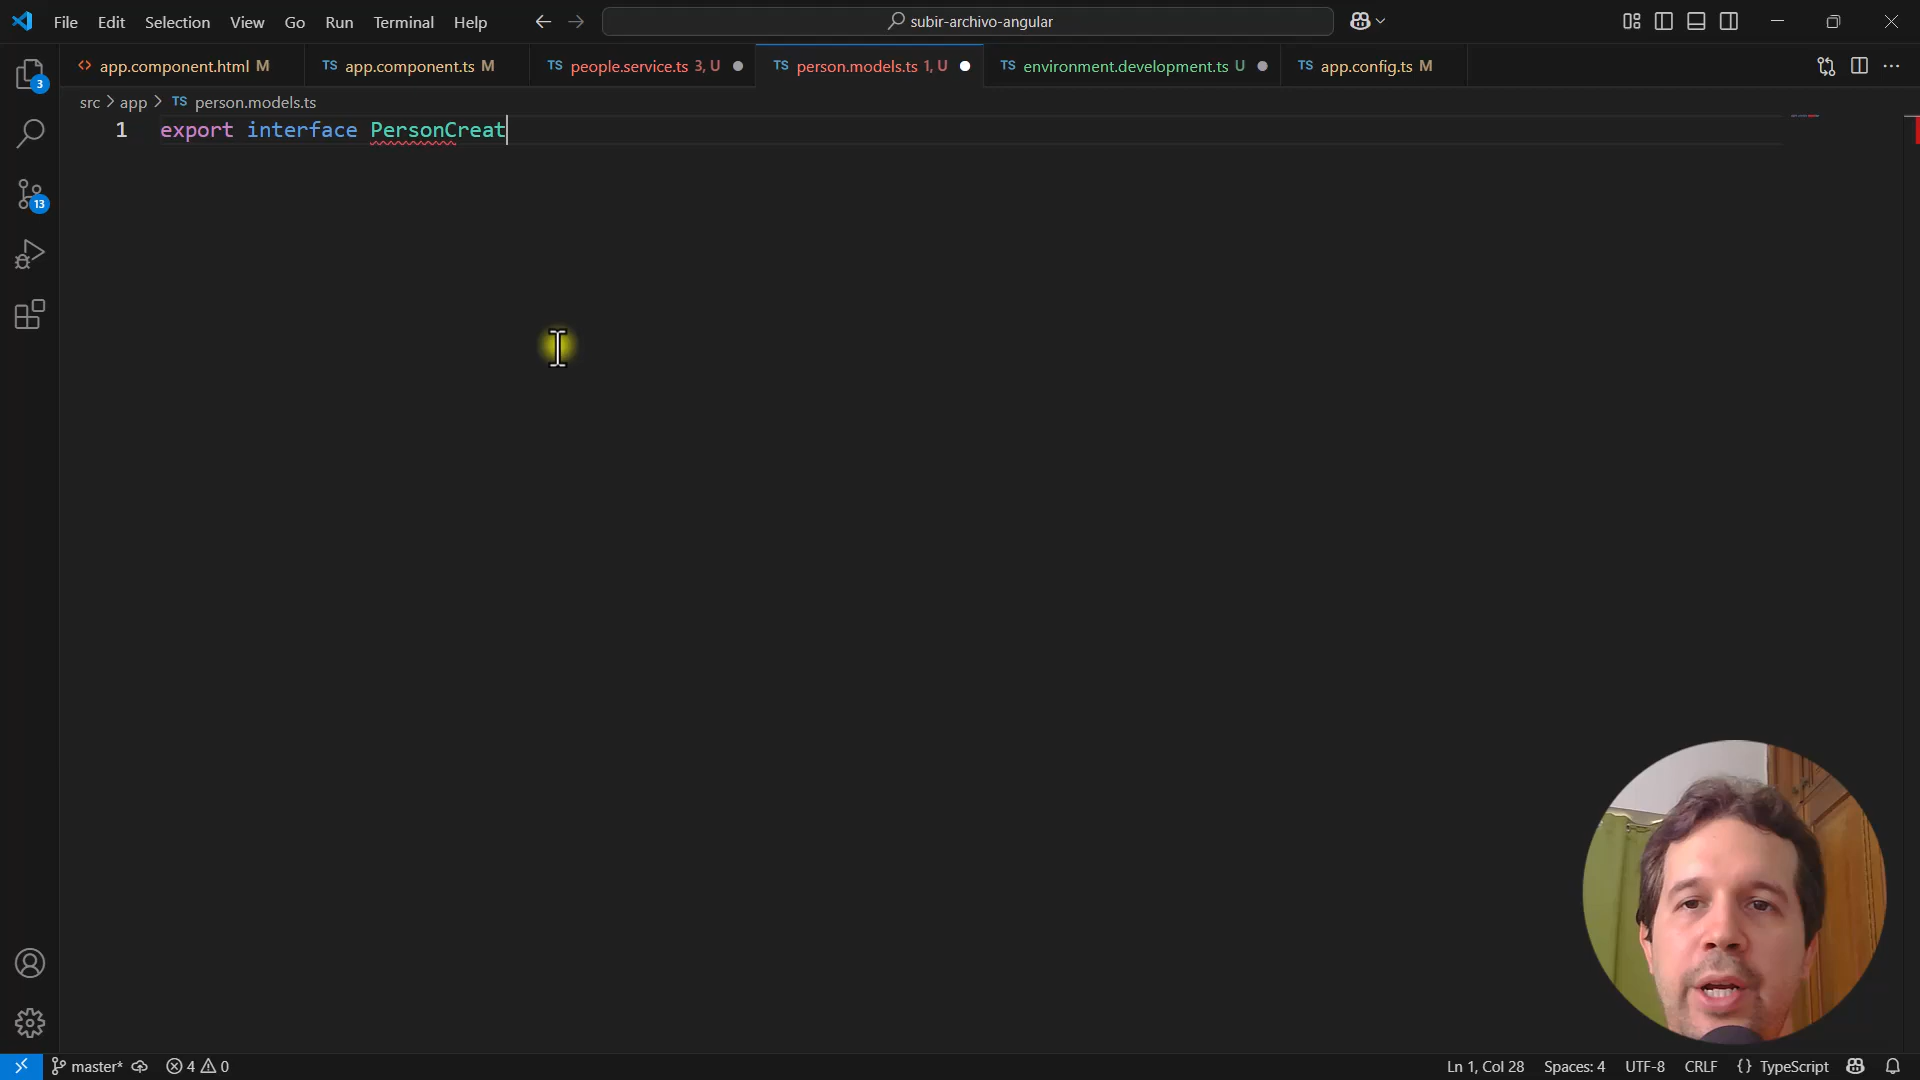 File Edit Selection View Go Run Terminal Help
subir-archivo-angular
app.component.html M
TS app.component.ts M
TS people.service.ts 3, U
TS person.models.ts 1, U
TS environment.development.ts U
TS app.config.ts M
src > app > TS person.models.ts
1 export interface PersonCreat
3
13
master* 4 0
Ln 1, Col 28 Spaces: 4 UTF-8 CRLF {} TypeScript